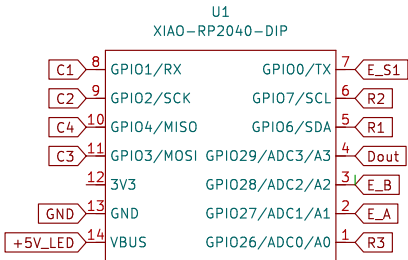 U1
XIAO-RP2040-DIP
C1 8 GPIO1/RX GPIO0/TX 7 E_S1
C2 9 GPIO2/SCK GPIO7/SCL 6 R2
C4 10 GPIO4/MISO GPIO6/SDA 5 R1
C3 11 GPIO3/MOSI GPIO29/ADC3/A3 4 Dout
12 3V3 GPIO28/ADC2/A2 3 E_B
GND 13 GND GPIO27/ADC1/A1 2 E_A
+5V_LED 14 VBUS GPIO26/ADC0/A0 1 R3